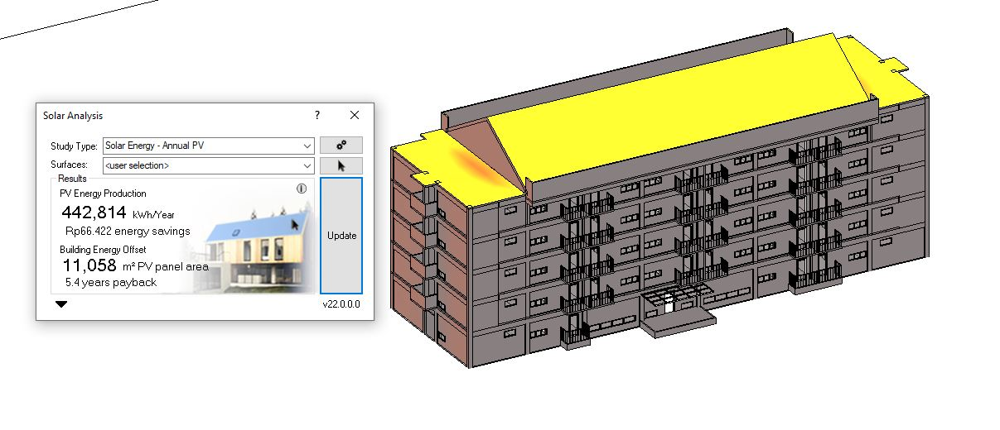 Solar Analysis
?
Study Type: Solar Energy - Annual PV
Surfaces: <user selection>
Results
PV Energy Production
442,814 kWh/Year
Rp66.422 energy savings
Building Energy Offset
11,058 m² PV panel area
5.4 years payback
Update
v22.0.0.0